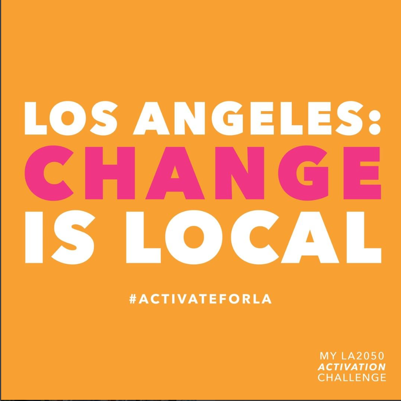 LOS ANGELES:
CHANGE
IS LOCAL
#ACTIVATEFORLA
MY LA2050
ACTIVATION
CHALLENGE